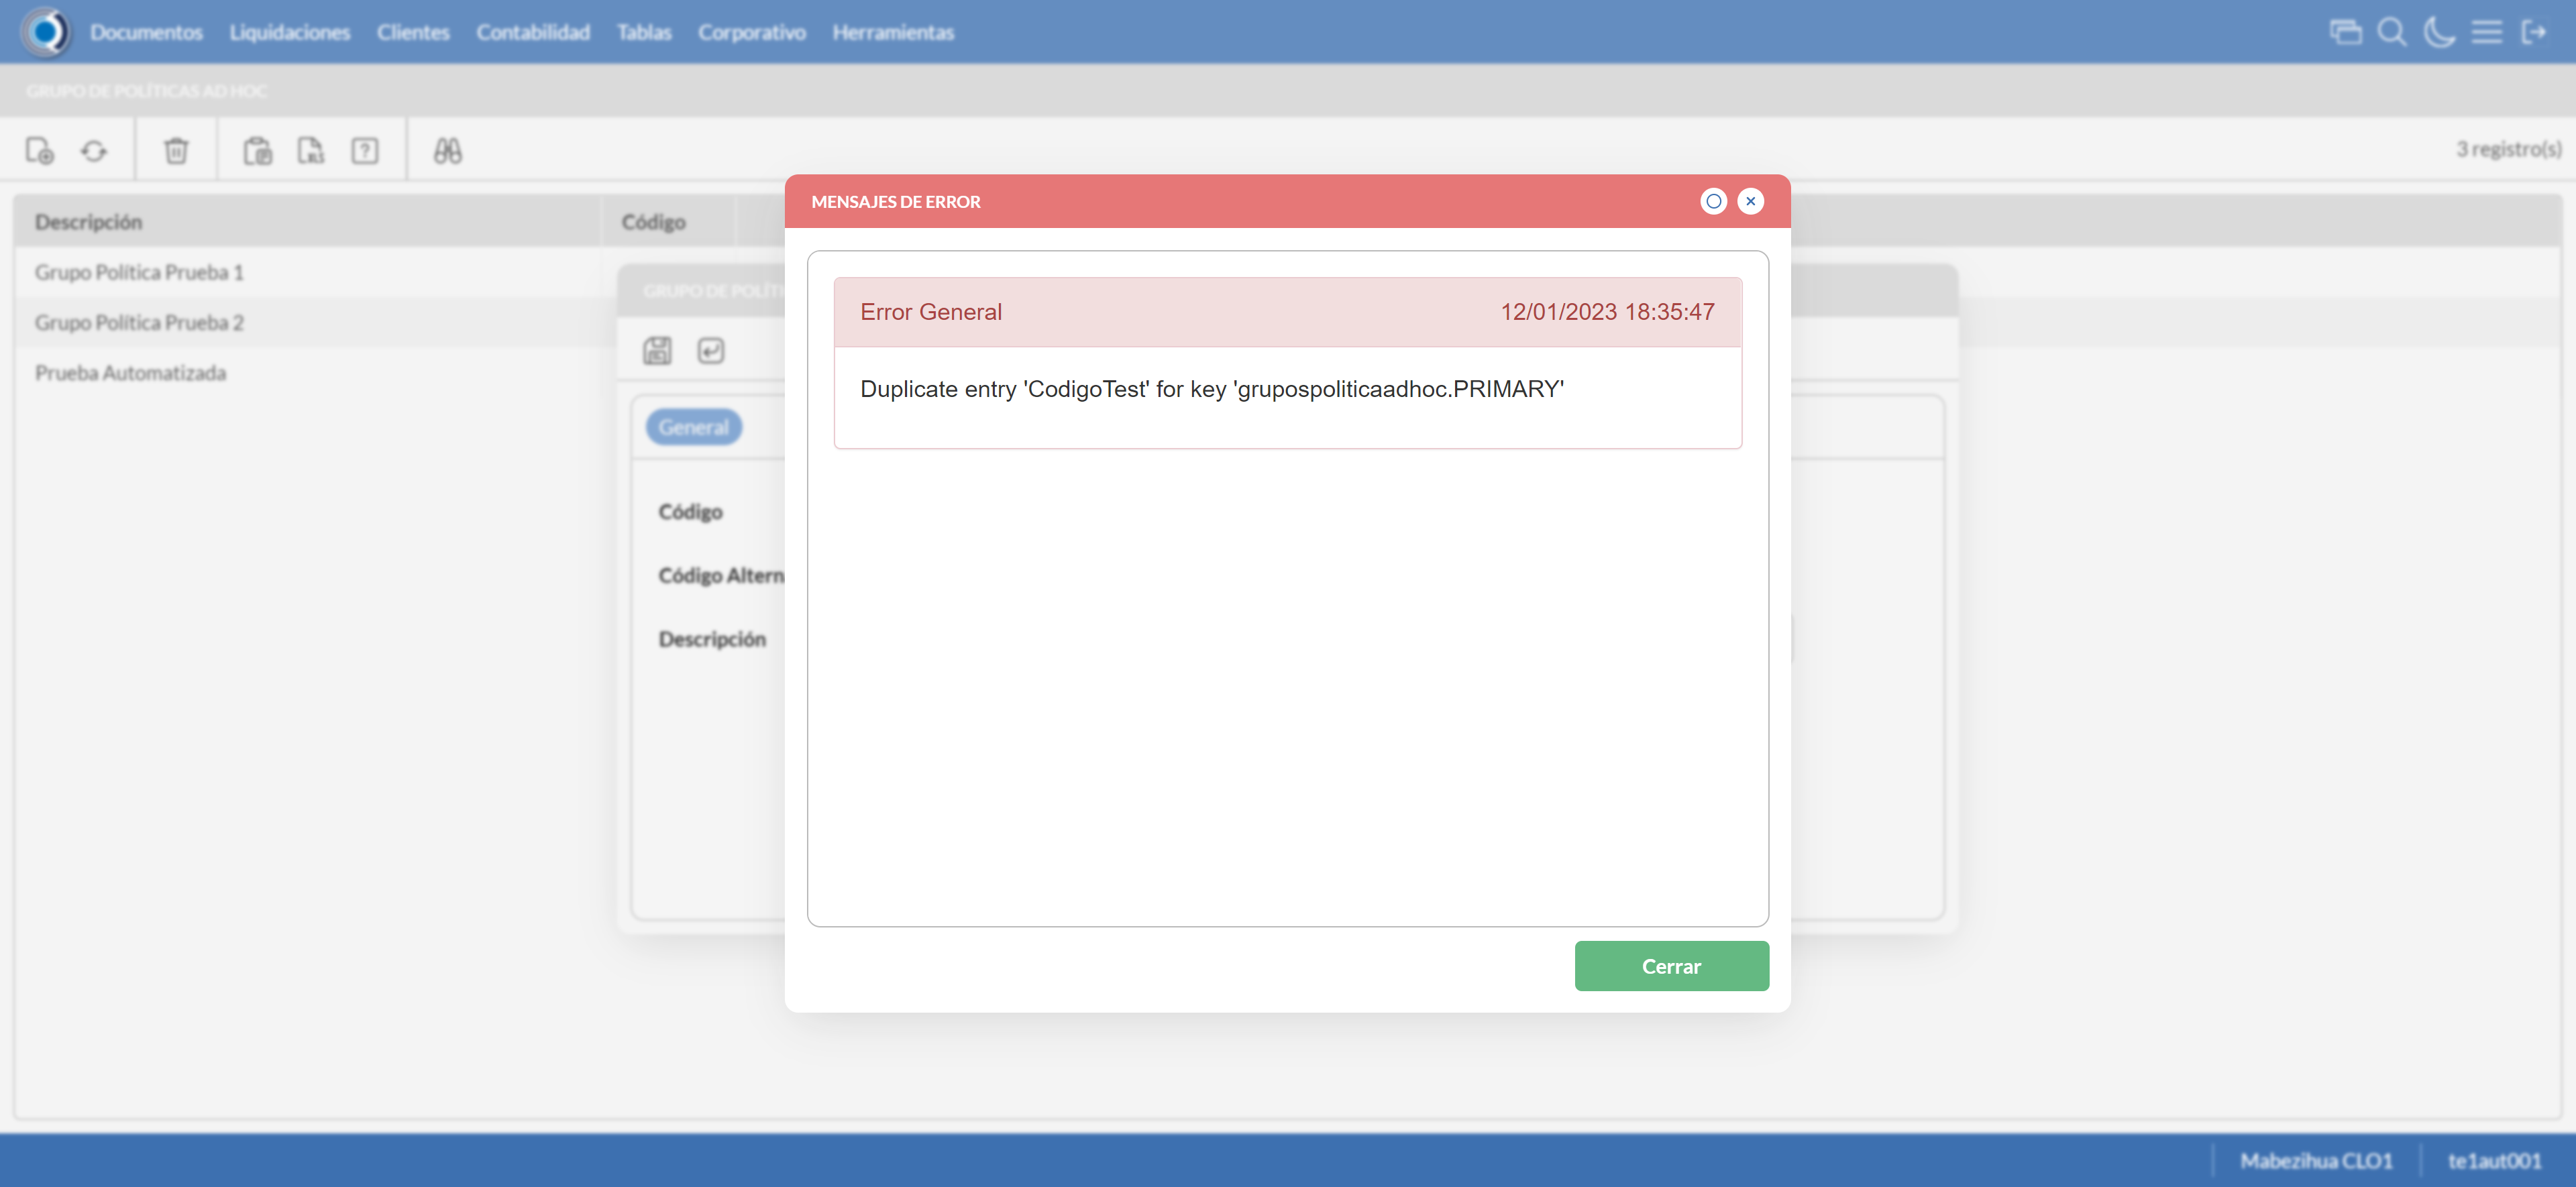 Documentos Liquidaciones Clientes Contabilidad Tablas Corporativo Herramientas
GRUPO DE POLÍTICAS AD HOC
3 registro(s)
MENSAJES DE ERROR
Descripción Código
Grupo Política Prueba 1
GRUPO DE POLÍTI
Error General 12/01/2023 18:35:47
Grupo Política Prueba 2
Prueba Automatizada
Duplicate entry 'CodigoTest' for key 'grupospoliticaadhoc.PRIMARY'
General
Código
Código Altern
Descripción
Cerrar
Mabezihua CLO1 te1aut001